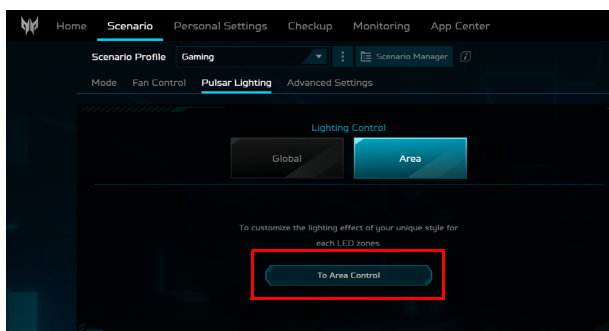 Home Scenario Personal Settings Checkup Monitoring App Center
Scenario Profile Gaming Scenario Manager
Mode Fan Control Pulsar Lighting Advanced Settings
Lighting Control
Global Area
To customize the lighting effect of your unique style for
each LED zones.
To Area Control